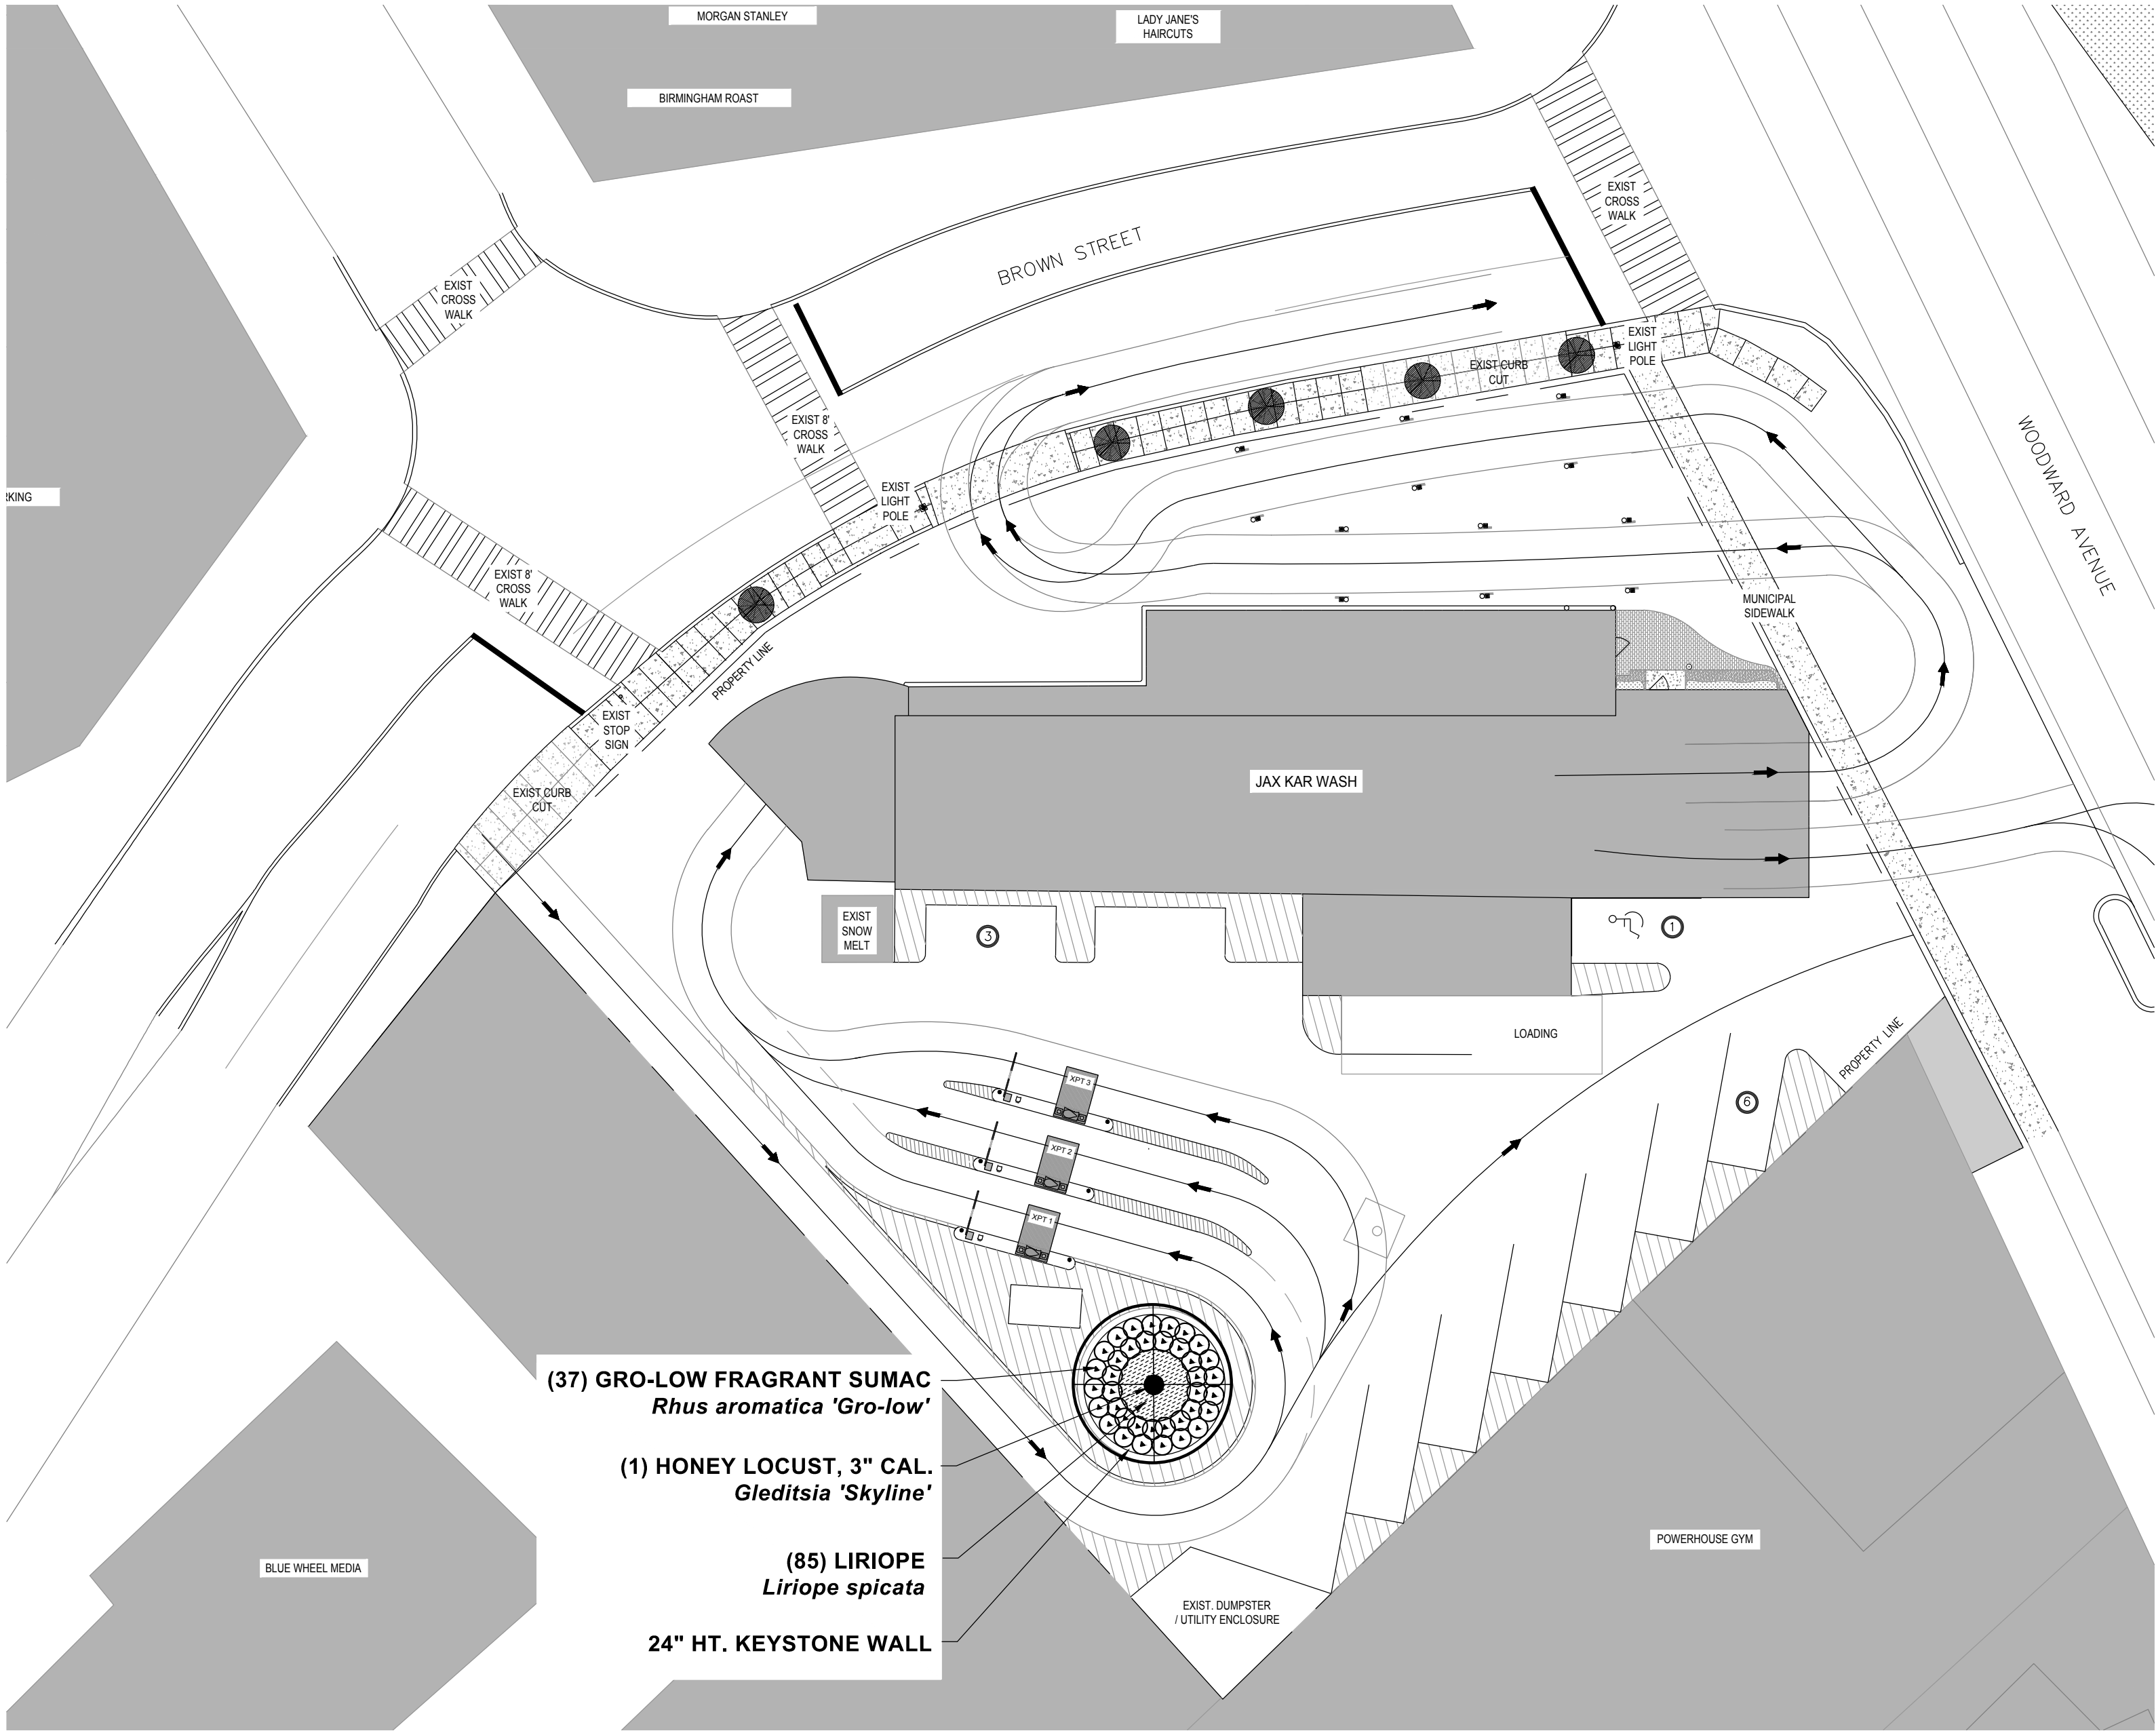 MORGAN STANLEY
LADY JANE'S
HAIRCUTS
BIRMINGHAM ROAST
BROWN STREET
EXIST
CROSS
WALK
EXIST
CROSS
WALK
EXIST
LIGHT
POLE
EXIST CURB
CUT
EXIST 8'
CROSS
WALK
WOODWARD AVENUE
RKING
EXIST
LIGHT
POLE
EXIST 8'
CROSS
WALK
MUNICIPAL
SIDEWALK
PROPERTY LINE
EXIST
STOP
SIGN
EXIST CURB
CUT
JAX KAR WASH
EXIST
SNOW
MELT
3
1
LOADING
PROPERTY LINE
6
XPT 3
XPT 2
XPT 1
(37) GRO-LOW FRAGRANT SUMAC
Rhus aromatica 'Gro-low'
(1) HONEY LOCUST, 3" CAL.
Gleditsia 'Skyline'
(85) LIRIOPE
Liriope spicata
24" HT. KEYSTONE WALL
BLUE WHEEL MEDIA
POWERHOUSE GYM
EXIST. DUMPSTER
/ UTILITY ENCLOSURE